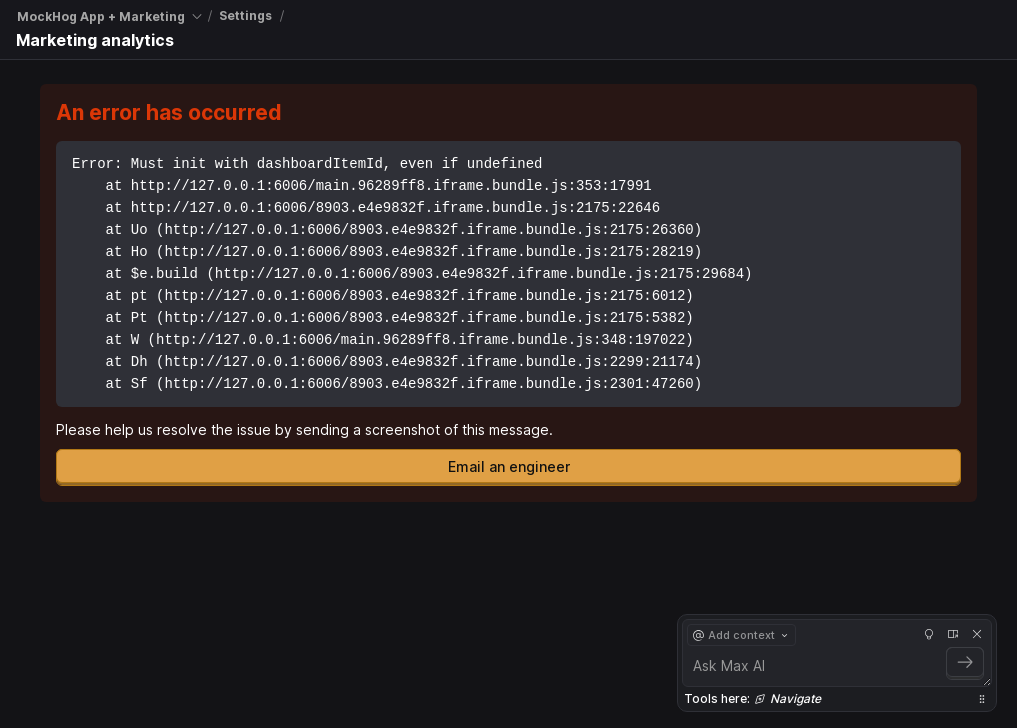 MockHog App + Marketing / Settings /
Marketing analytics
An error has occurred
Error: Must init with dashboardItemId, even if undefined
    at http://127.0.0.1:6006/main.96289ff8.iframe.bundle.js:353:17991
    at http://127.0.0.1:6006/8903.e4e9832f.iframe.bundle.js:2175:22646
    at Uo (http://127.0.0.1:6006/8903.e4e9832f.iframe.bundle.js:2175:26360)
    at Ho (http://127.0.0.1:6006/8903.e4e9832f.iframe.bundle.js:2175:28219)
    at $e.build (http://127.0.0.1:6006/8903.e4e9832f.iframe.bundle.js:2175:29684)
    at pt (http://127.0.0.1:6006/8903.e4e9832f.iframe.bundle.js:2175:6012)
    at Pt (http://127.0.0.1:6006/8903.e4e9832f.iframe.bundle.js:2175:5382)
    at W (http://127.0.0.1:6006/main.96289ff8.iframe.bundle.js:348:197022)
    at Dh (http://127.0.0.1:6006/8903.e4e9832f.iframe.bundle.js:2299:21174)
    at Sf (http://127.0.0.1:6006/8903.e4e9832f.iframe.bundle.js:2301:47260)
Please help us resolve the issue by sending a screenshot of this message.
Email an engineer
@ Add context
Ask Max AI
Tools here: Navigate